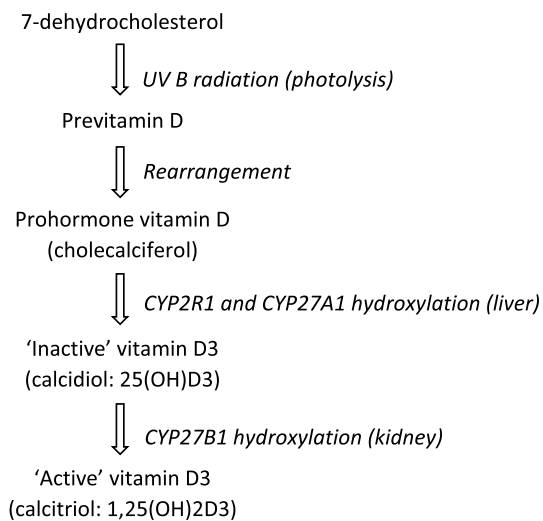 7-dehydrocholesterol
UV B radiation (photolysis)
Previtamin D
Rearrangement
Prohormone vitamin D
(cholecalciferol)
CYP2R1 and CYP27A1 hydroxylation (liver)
‘Inactive’ vitamin D3
(calcidiol: 25(OH)D3)
CYP27B1 hydroxylation (kidney)
‘Active’ vitamin D3
(calcitriol: 1,25(OH)2D3)